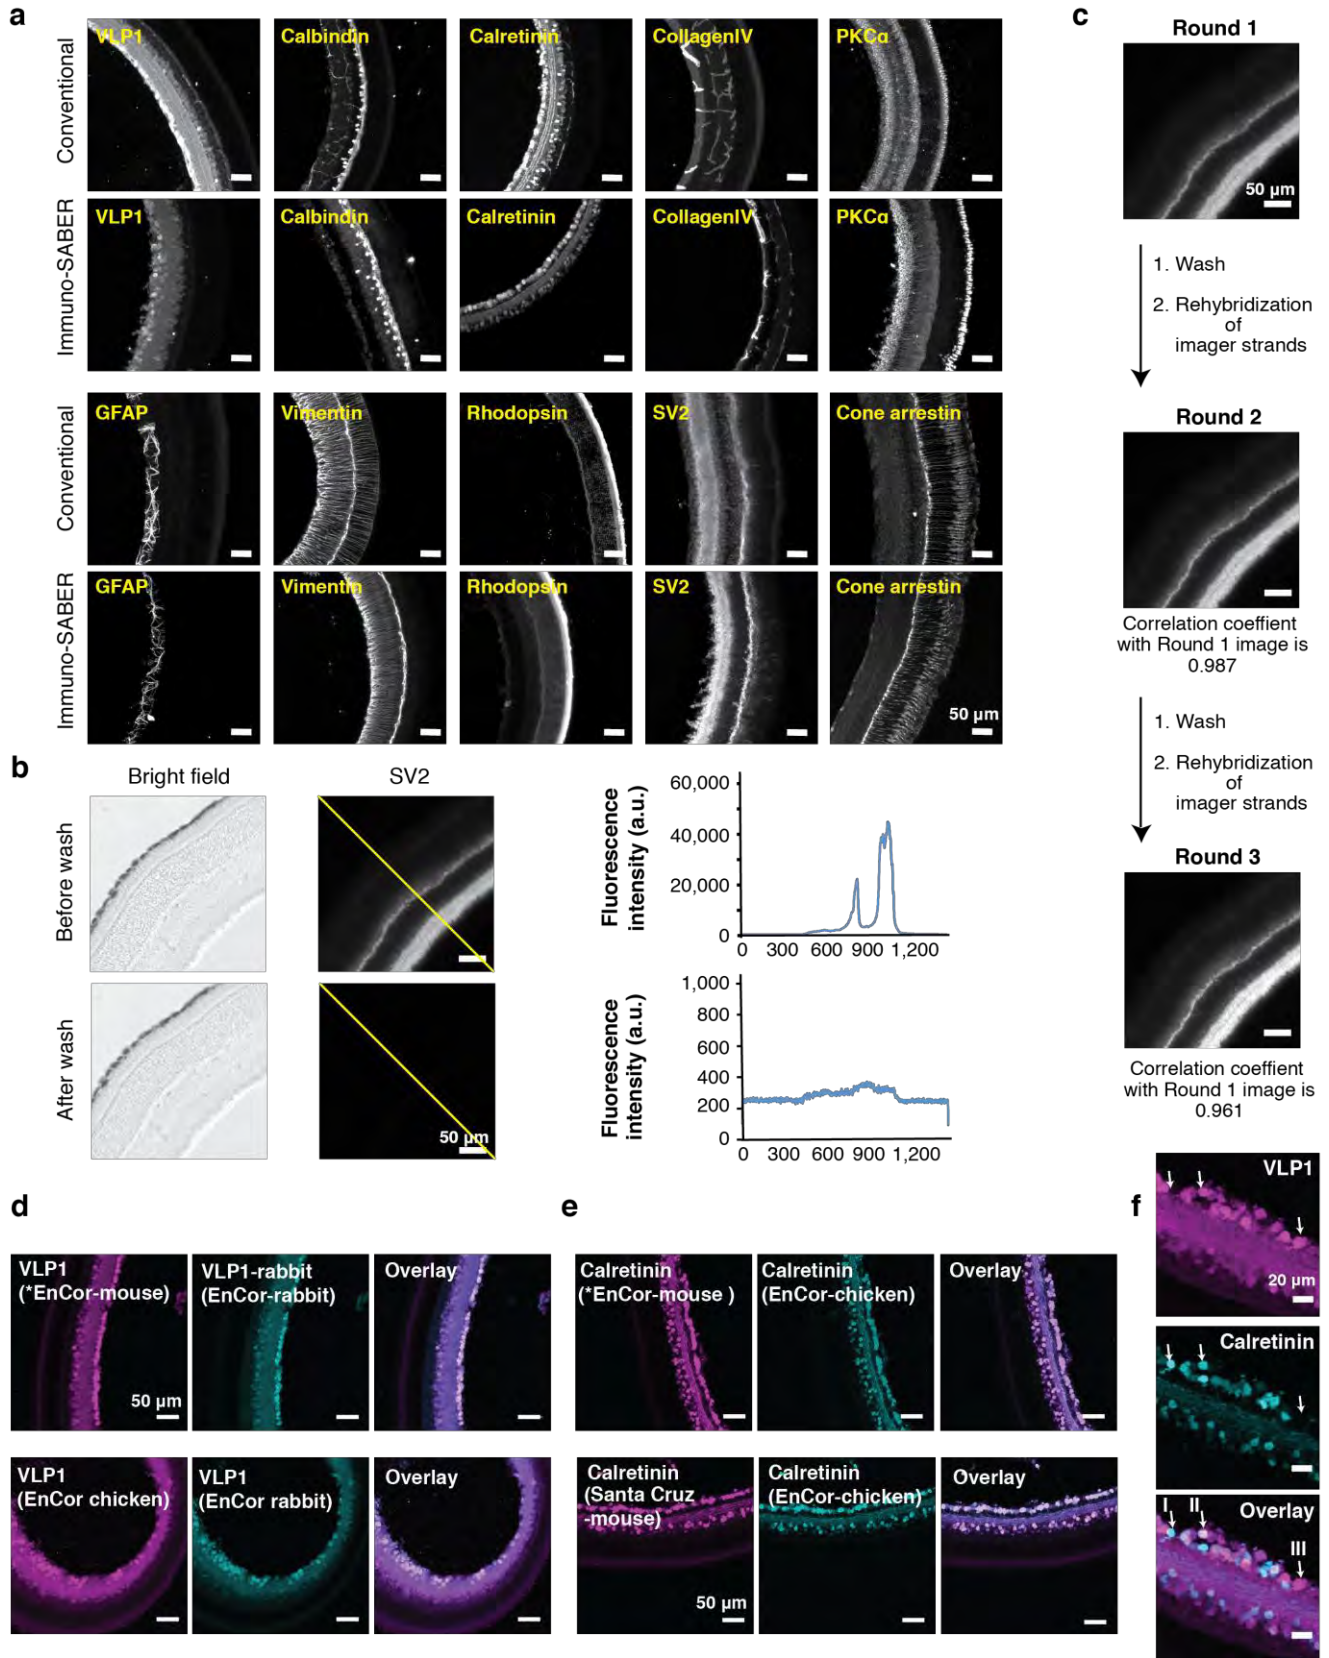 a
Conventional
VLP1
Calbindin
Calretinin
CollagenIV
PKCα
Immuno-SABER
VLP1
Calbindin
Calretinin
CollagenIV
PKCα
Conventional
GFAP
Vimentin
Rhodopsin
SV2
Cone arrestin
Immuno-SABER
GFAP
Vimentin
Rhodopsin
SV2
Cone arrestin
50 µm
b
Bright field
SV2
Before wash
After wash
50 µm
Fluorescence
intensity (a.u.)
60,000
40,000
20,000
0
0 300 600 900 1,200
Fluorescence
intensity (a.u.)
1,000
800
600
400
200
0
0 300 600 900 1,200
c
Round 1
50 µm
1. Wash
2. Rehybridization
of
imager strands
Round 2
Correlation coeffient
with Round 1 image is
0.987
1. Wash
2. Rehybridization
of
imager strands
Round 3
Correlation coeffient
with Round 1 image is
0.961
d
VLP1
(*EnCor-mouse)
50 µm
VLP1-rabbit
(EnCor-rabbit)
Overlay
VLP1
(EnCor chicken)
VLP1
(EnCor rabbit)
Overlay
e
Calretinin
(*EnCor-mouse )
Calretinin
(EnCor-chicken)
Overlay
Calretinin
(Santa Cruz
-mouse)
50 µm
Calretinin
(EnCor-chicken)
Overlay
f
VLP1
20 µm
Calretinin
Overlay
I
II
III